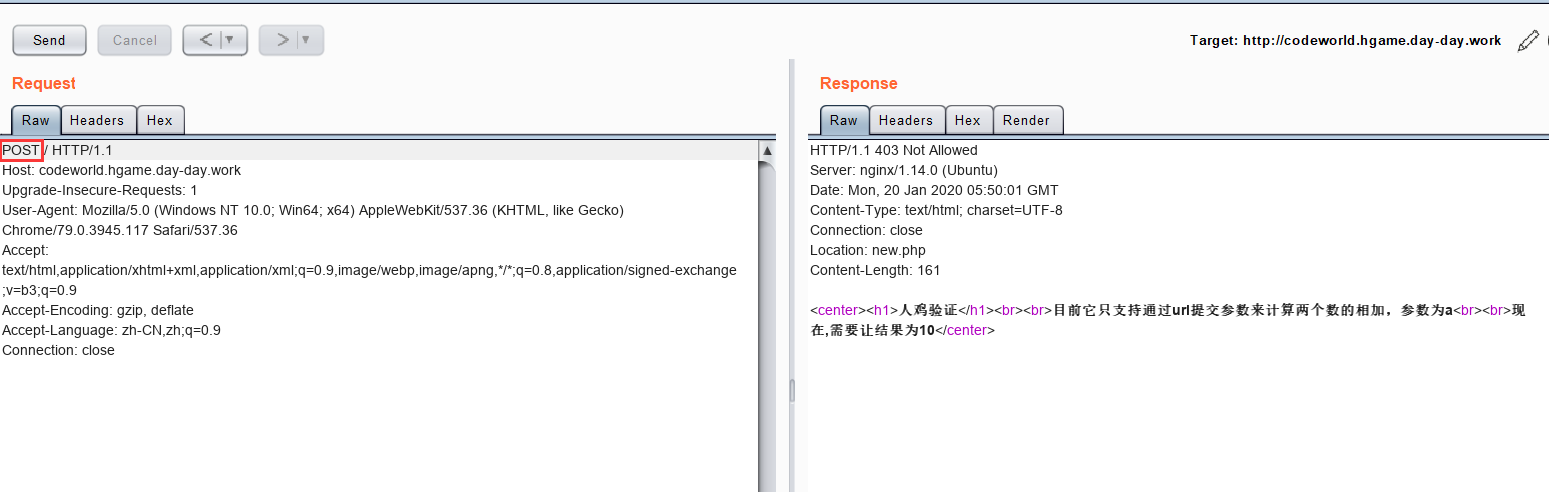 Send
Cancel
<
>
Target: http://codeworld.hgame.day-day.work
Request
Raw
Headers
Hex
POST / HTTP/1.1
Host: codeworld.hgame.day-day.work
Upgrade-Insecure-Requests: 1
User-Agent: Mozilla/5.0 (Windows NT 10.0; Win64; x64) AppleWebKit/537.36 (KHTML, like Gecko)
Chrome/79.0.3945.117 Safari/537.36
Accept:
text/html,application/xhtml+xml,application/xml;q=0.9,image/webp,image/apng,*/*;q=0.8,application/signed-exchange
;v=b3;q=0.9
Accept-Encoding: gzip, deflate
Accept-Language: zh-CN,zh;q=0.9
Connection: close
Response
Raw
Headers
Hex
Render
HTTP/1.1 403 Not Allowed
Server: nginx/1.14.0 (Ubuntu)
Date: Mon, 20 Jan 2020 05:50:01 GMT
Content-Type: text/html; charset=UTF-8
Connection: close
Location: new.php
Content-Length: 161
<center><h1>人鸡验证</h1><br><br>目前它只支持通过url提交参数来计算两个数的相加，参数为a<br><br>现
在,需要让结果为10</center>